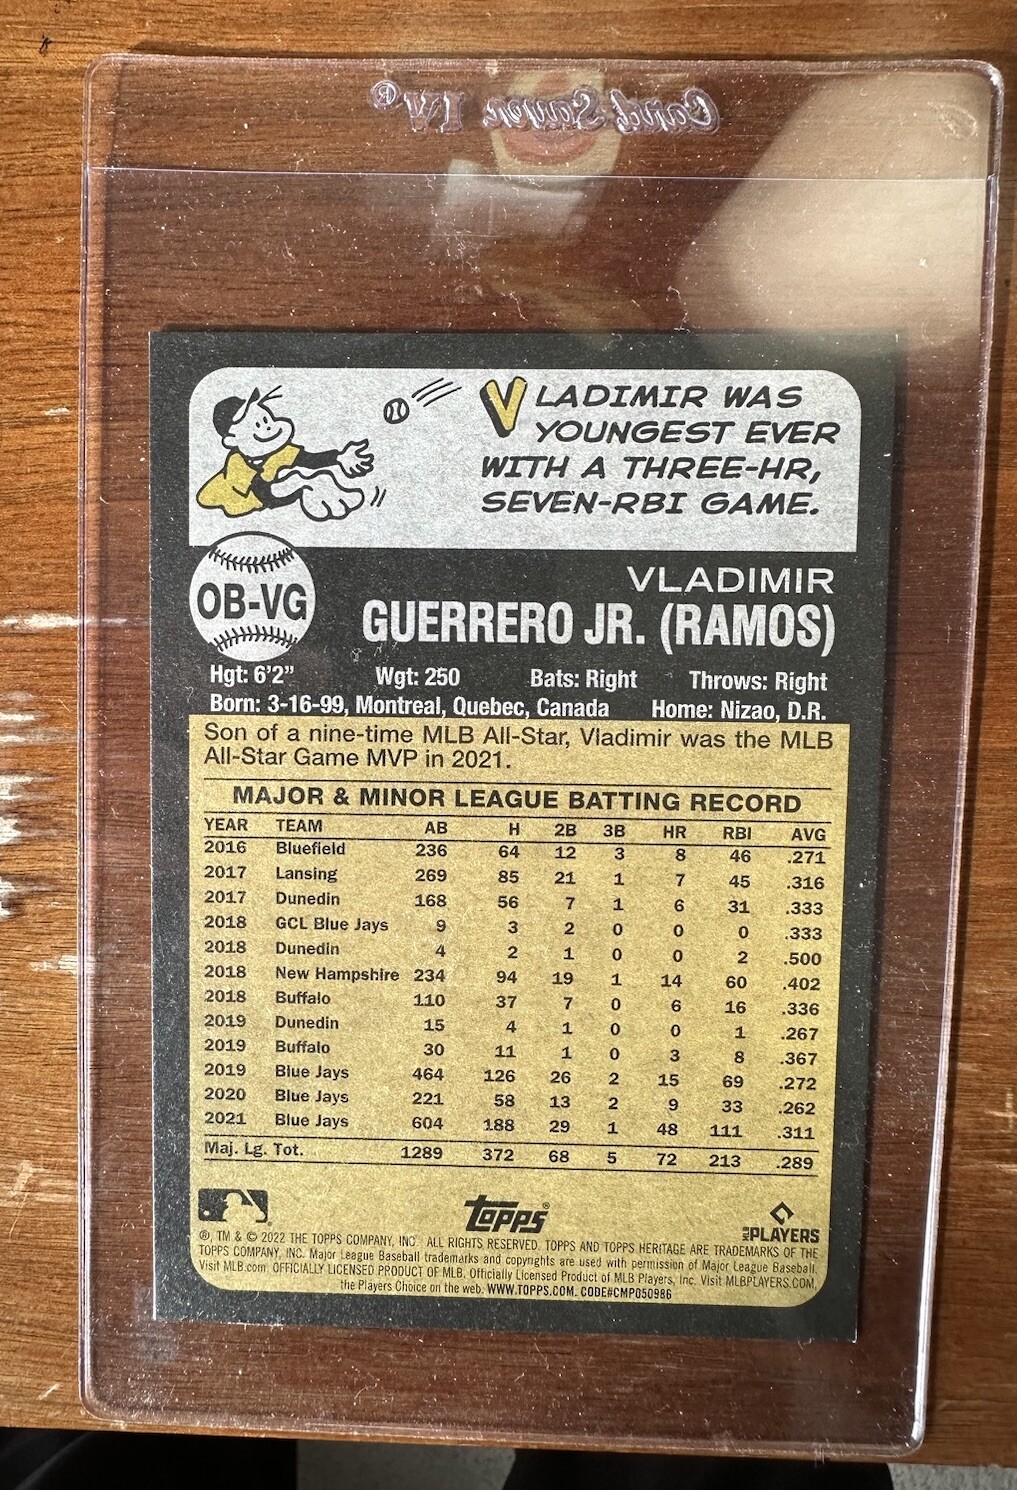 Card Saver IV®
VLADIMIR WAS
YOUNGEST EVER
WITH A THREE-HR,
SEVEN-RBI GAME.
OB-VG
VLADIMIR
GUERRERO JR. (RAMOS)
Hgt: 6'2" Wgt: 250 Bats: Right Throws: Right
Born: 3-16-99, Montreal, Quebec, Canada Home: Nizao, D.R.
Son of a nine-time MLB All-Star, Vladimir was the MLB
All-Star Game MVP in 2021.
MAJOR & MINOR LEAGUE BATTING RECORD
YEAR TEAM AB H 2B 3B HR RBI AVG
2016 Bluefield 236 64 12 3 8 46 .271
2017 Lansing 269 85 21 1 7 45 .316
2017 Dunedin 168 56 7 1 6 31 .333
2018 GCL Blue Jays 9 3 2 0 0 0 .333
2018 Dunedin 4 2 1 0 0 2 .500
2018 New Hampshire 234 94 19 1 14 60 .402
2018 Buffalo 110 37 7 0 6 16 .336
2019 Dunedin 15 4 1 0 0 1 .267
2019 Buffalo 30 11 1 0 3 8 .367
2019 Blue Jays 464 126 26 2 15 69 .272
2020 Blue Jays 221 58 13 2 9 33 .262
2021 Blue Jays 604 188 29 1 48 111 .311
Maj. Lg. Tot. 1289 372 68 5 72 213 .289
Topps® MLB PLAYERS
®, TM & © 2022 THE TOPPS COMPANY, INC. ALL RIGHTS RESERVED. TOPPS AND TOPPS HERITAGE ARE TRADEMARKS OF THE
TOPPS COMPANY, INC. Major League Baseball trademarks and copyrights are used with permission of Major League Baseball.
Visit MLB.com. OFFICIALLY LICENSED PRODUCT OF MLB. Officially Licensed Product of MLB Players, Inc. Visit MLBPLAYERS.COM,
the Players Choice on the web. WWW.TOPPS.COM. CODE#CMP050986